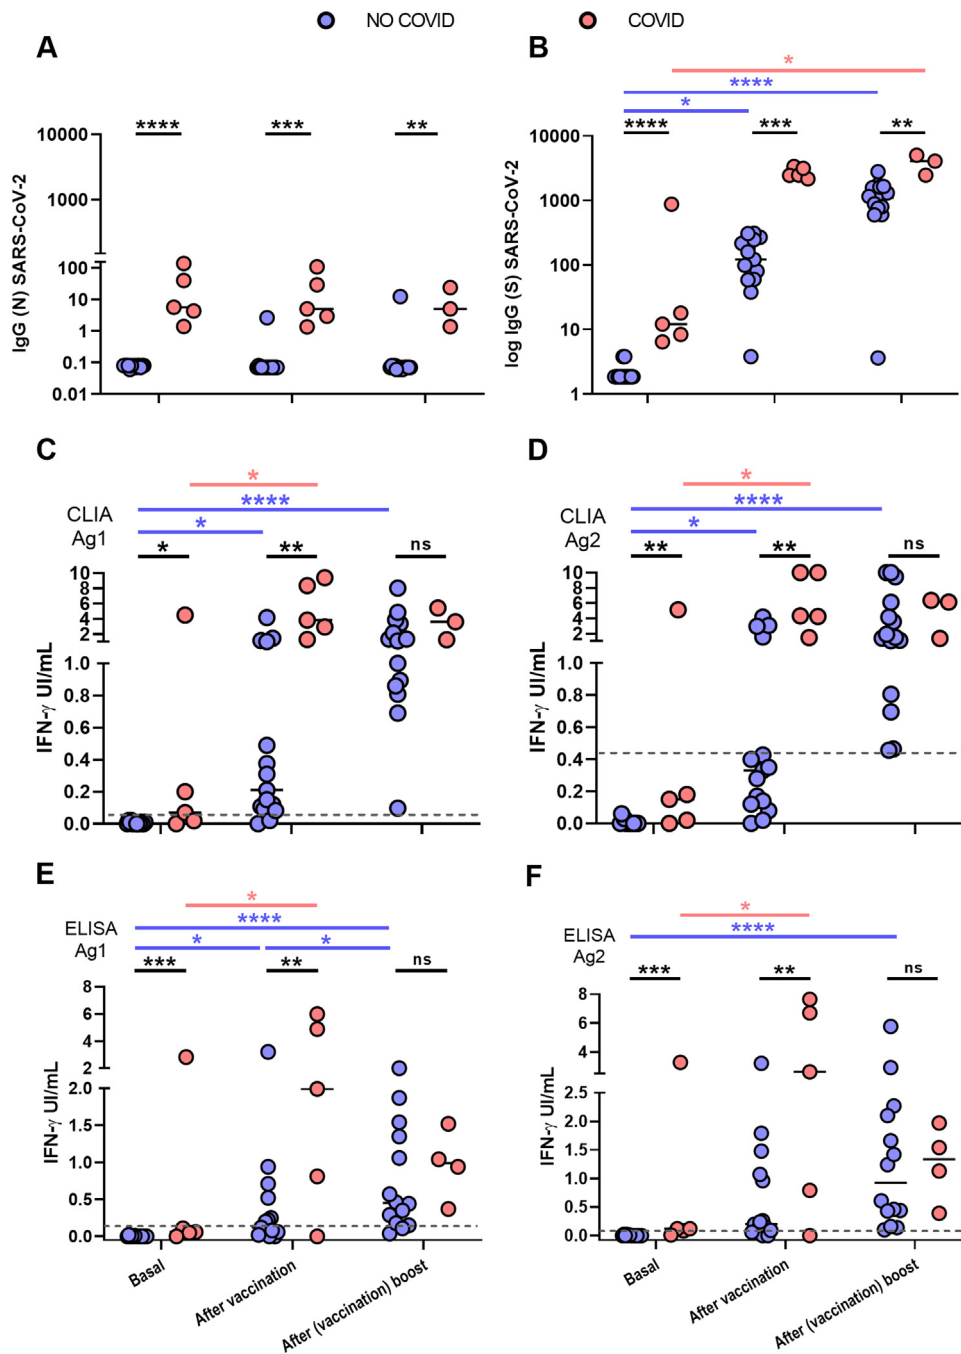 NO COVID
COVID
A
****
***
**
IgG (N) SARS-CoV-2
10000
1000
100
10
1
0.1
0.01
B
*
****
*
****
***
**
log IgG (S) SARS-CoV-2
10000
1000
100
10
1
C
CLIA
Ag1
*
****
*
*
**
ns
IFN-γ UI/mL
10
8
6
4
2
1.0
0.8
0.6
0.4
0.2
0.0
D
CLIA
Ag2
*
****
*
**
**
ns
IFN-γ UI/mL
10
8
6
4
2
1.0
0.8
0.6
0.4
0.2
0.0
E
ELISA
Ag1
*
****
*
*
***
**
ns
IFN-γ UI/mL
8
6
4
2
2.0
1.5
1.0
0.5
0.0
Basal
After vaccination
After (vaccination) boost
F
ELISA
Ag2
*
****
***
**
ns
IFN-γ UI/mL
8
6
4
2.5
2.0
1.5
1.0
0.5
0.0
Basal
After vaccination
After (vaccination) boost